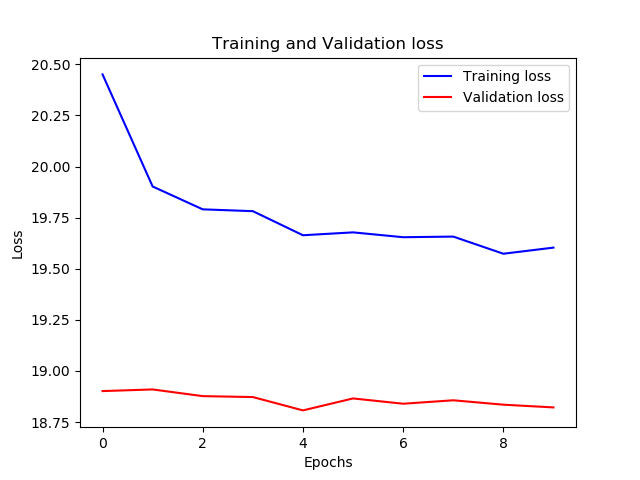 Training and Validation loss
20.50
20.25
20.00
19.75
19.50
19.25
19.00
18.75
Loss
Training loss
Validation loss
0 2 4 6 8
Epochs